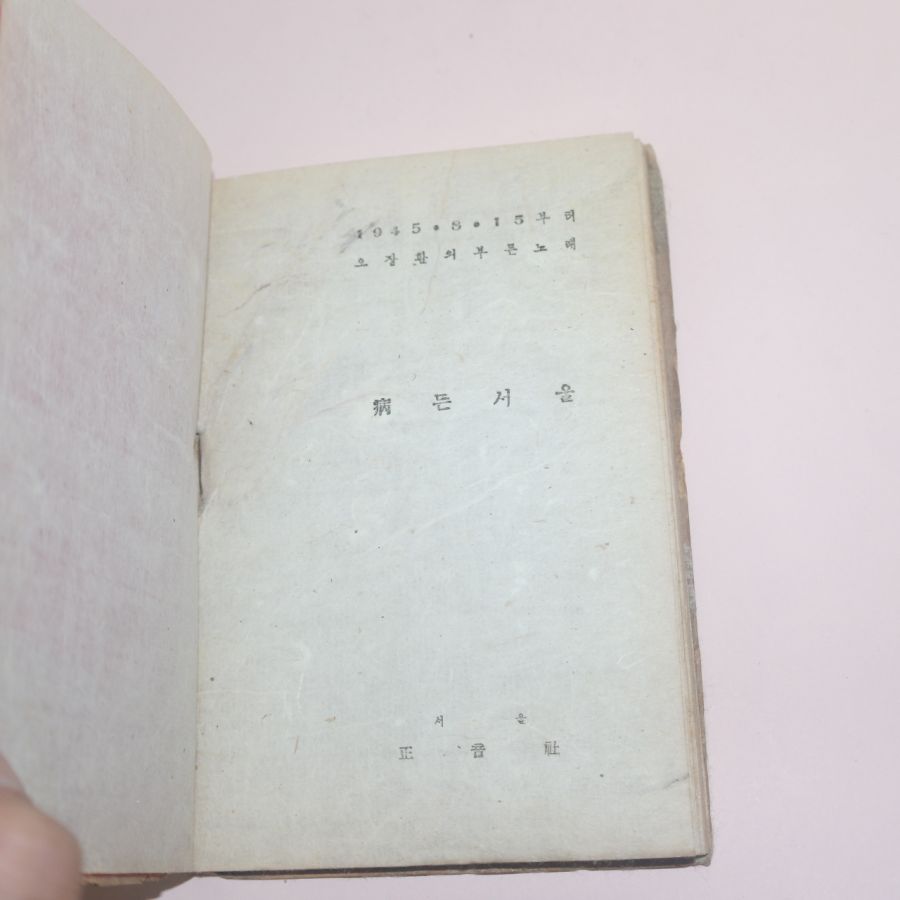 1945.8.15부터
오장환의부른노래
病든서울
서울
正音社